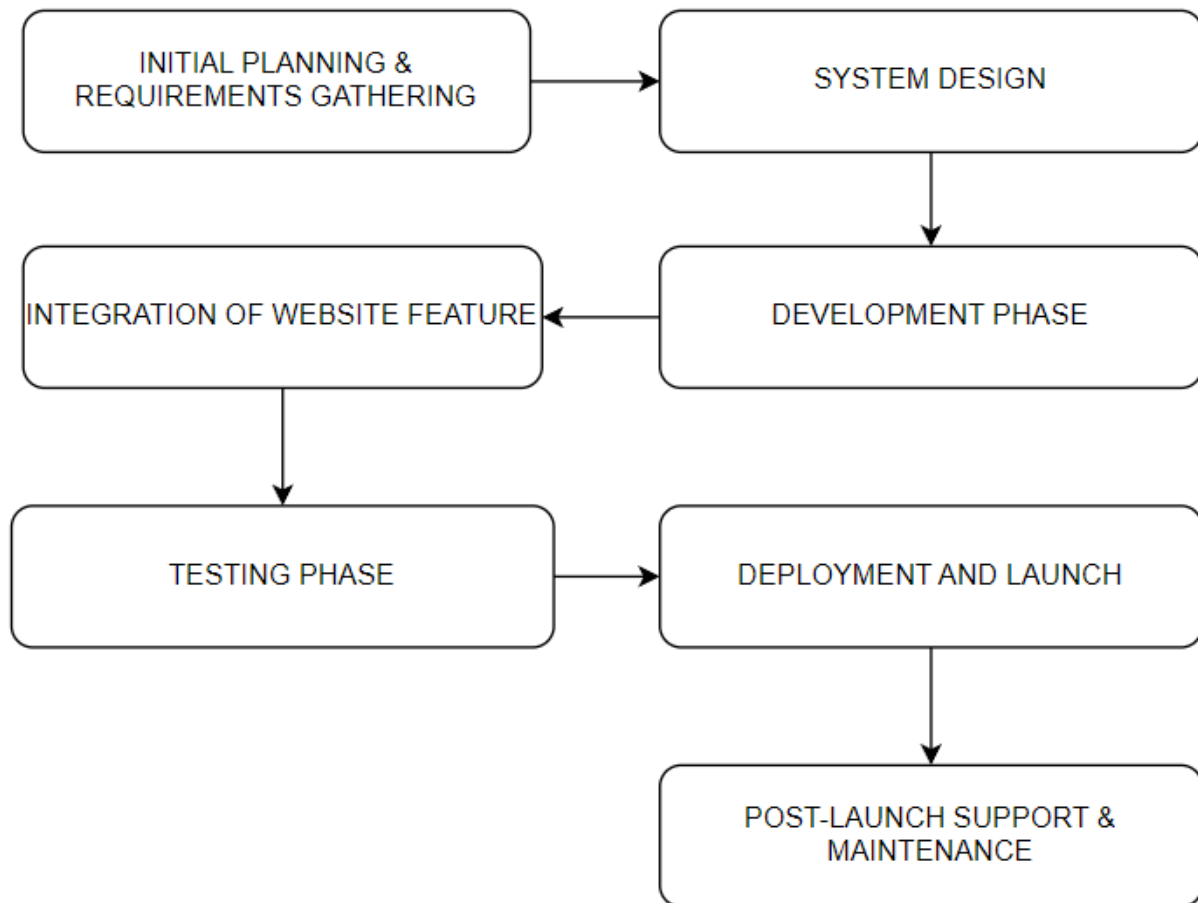 INITIAL PLANNING &
REQUIREMENTS GATHERING
SYSTEM DESIGN
DEVELOPMENT PHASE
INTEGRATION OF WEBSITE FEATURE
TESTING PHASE
DEPLOYMENT AND LAUNCH
POST-LAUNCH SUPPORT &
MAINTENANCE